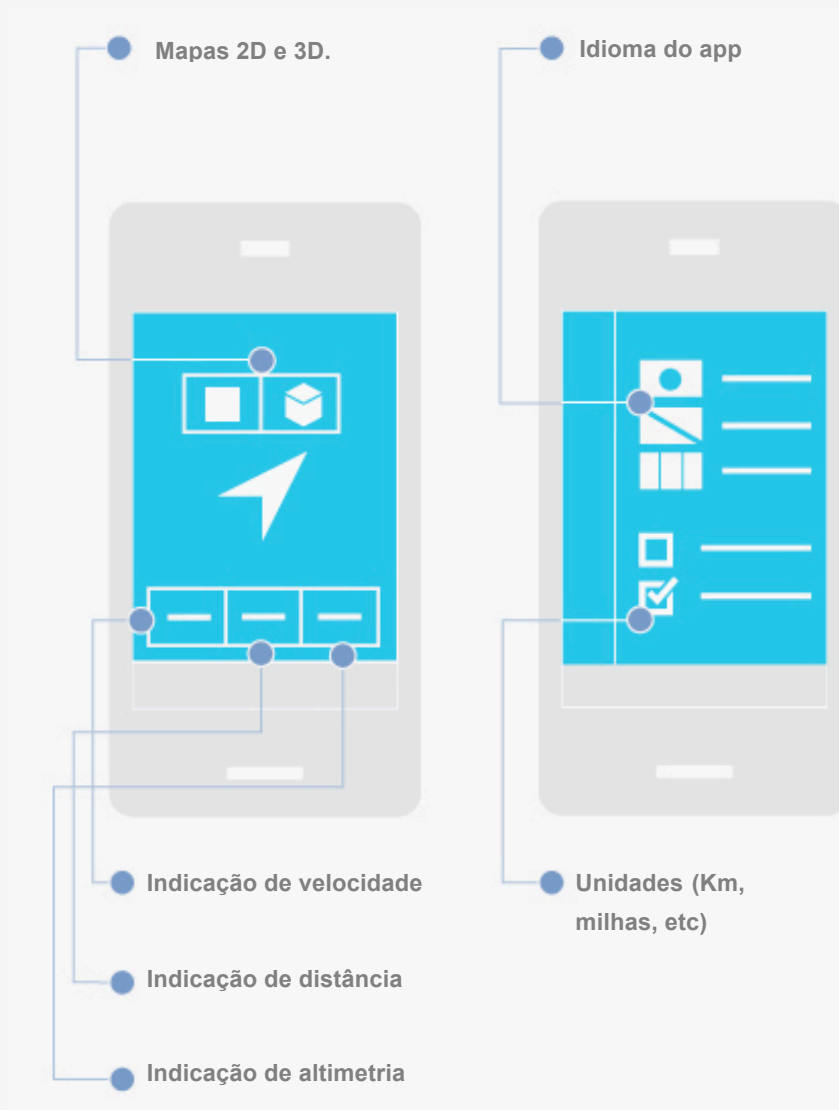 Mapas 2D e 3D.
Idioma do app
Indicação de velocidade
Unidades (Km,
milhas, etc)
Indicação de distância
Indicação de altimetria